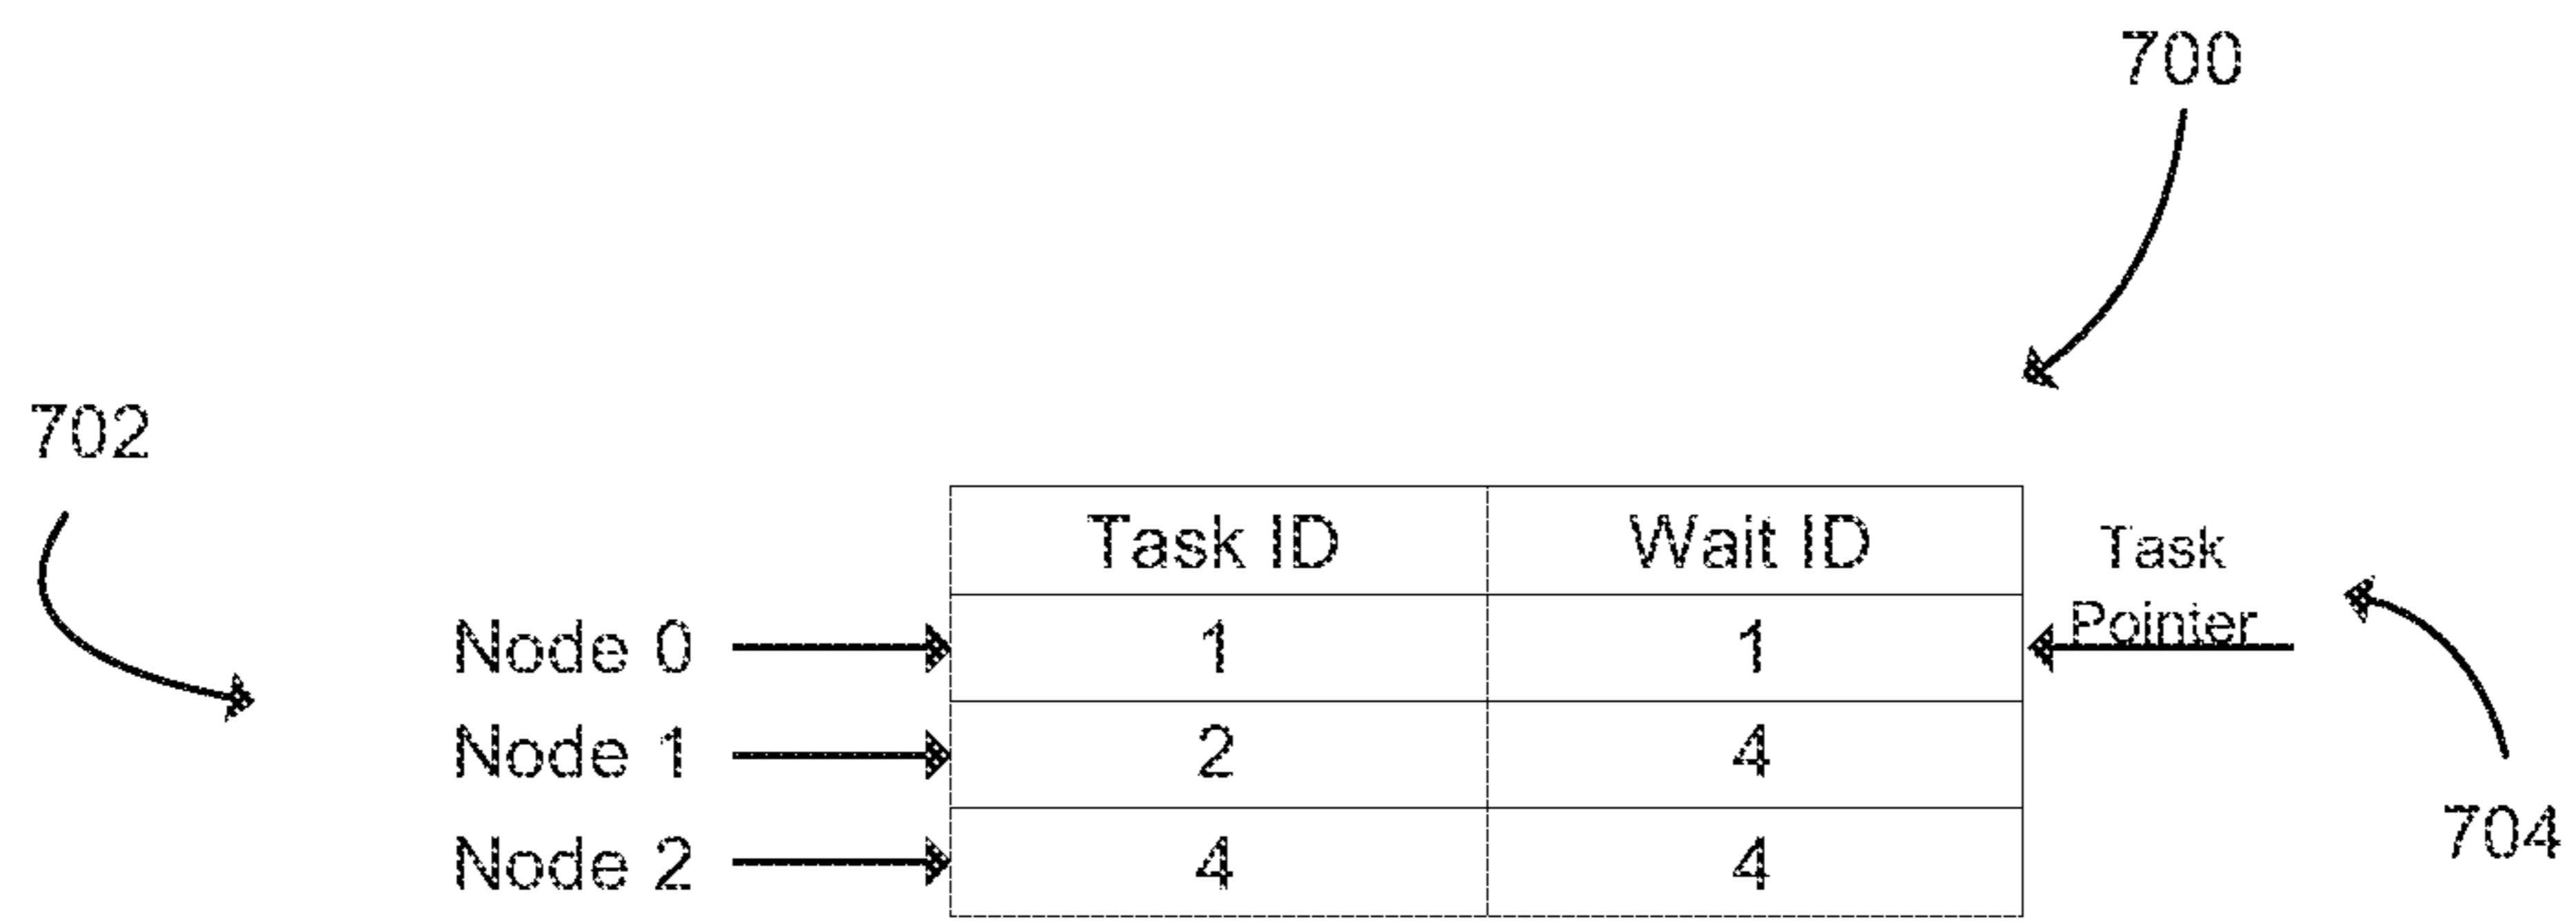 700
702
Task ID Wait ID Task
Pointer
Node 0 1 1
Node 1 2 4
Node 2 4 4
704